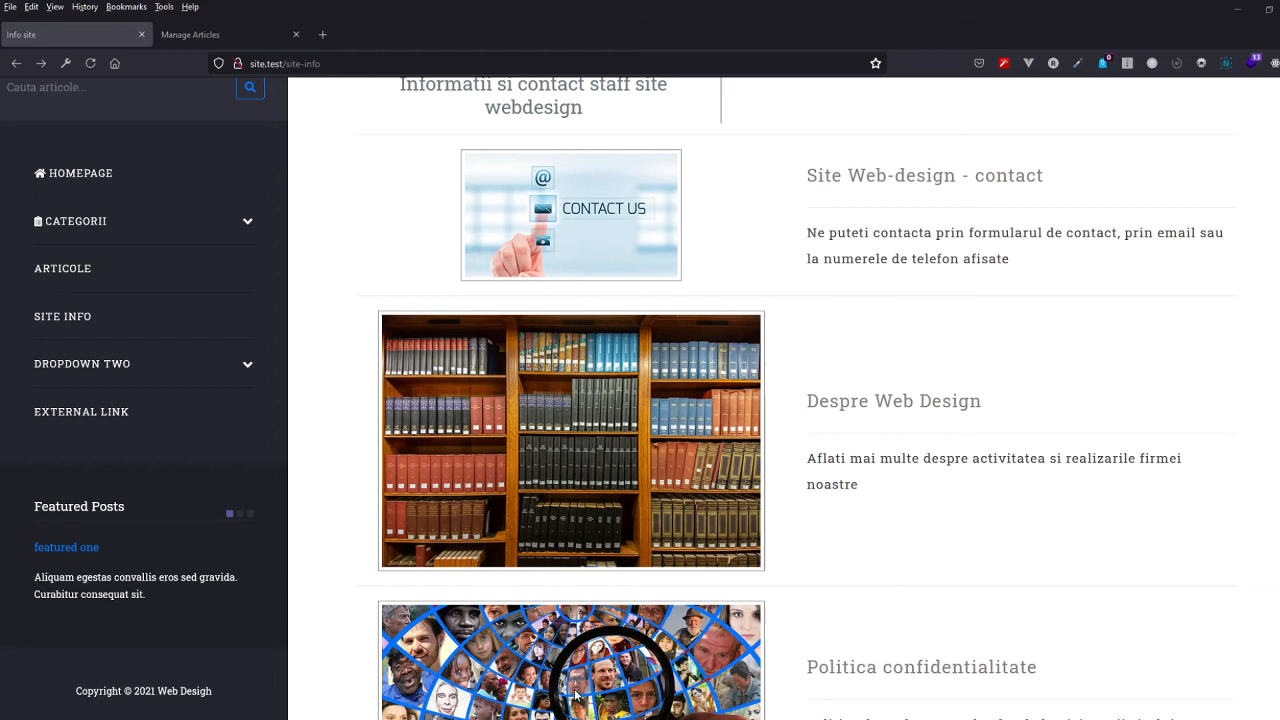 File Edit View History Bookmarks Tools Help
Info site
Manage Articles
site.test/site-info
13
0
Cauta articole...
HOMEPAGE
CATEGORII
ARTICOLE
SITE INFO
DROPDOWN TWO
EXTERNAL LINK
Featured Posts
featured one
Aliquam egestas convallis eros sed gravida.
Curabitur consequat sit.
Copyright © 2021 Web Desigh
Informatii si contact staff site
webdesign
@
CONTACT US
Site Web-design - contact
Ne puteti contacta prin formularul de contact, prin email sau
la numerele de telefon afisate
Despre Web Design
Aflati mai multe despre activitatea si realizarile firmei
noastre
Politica confidentialitate